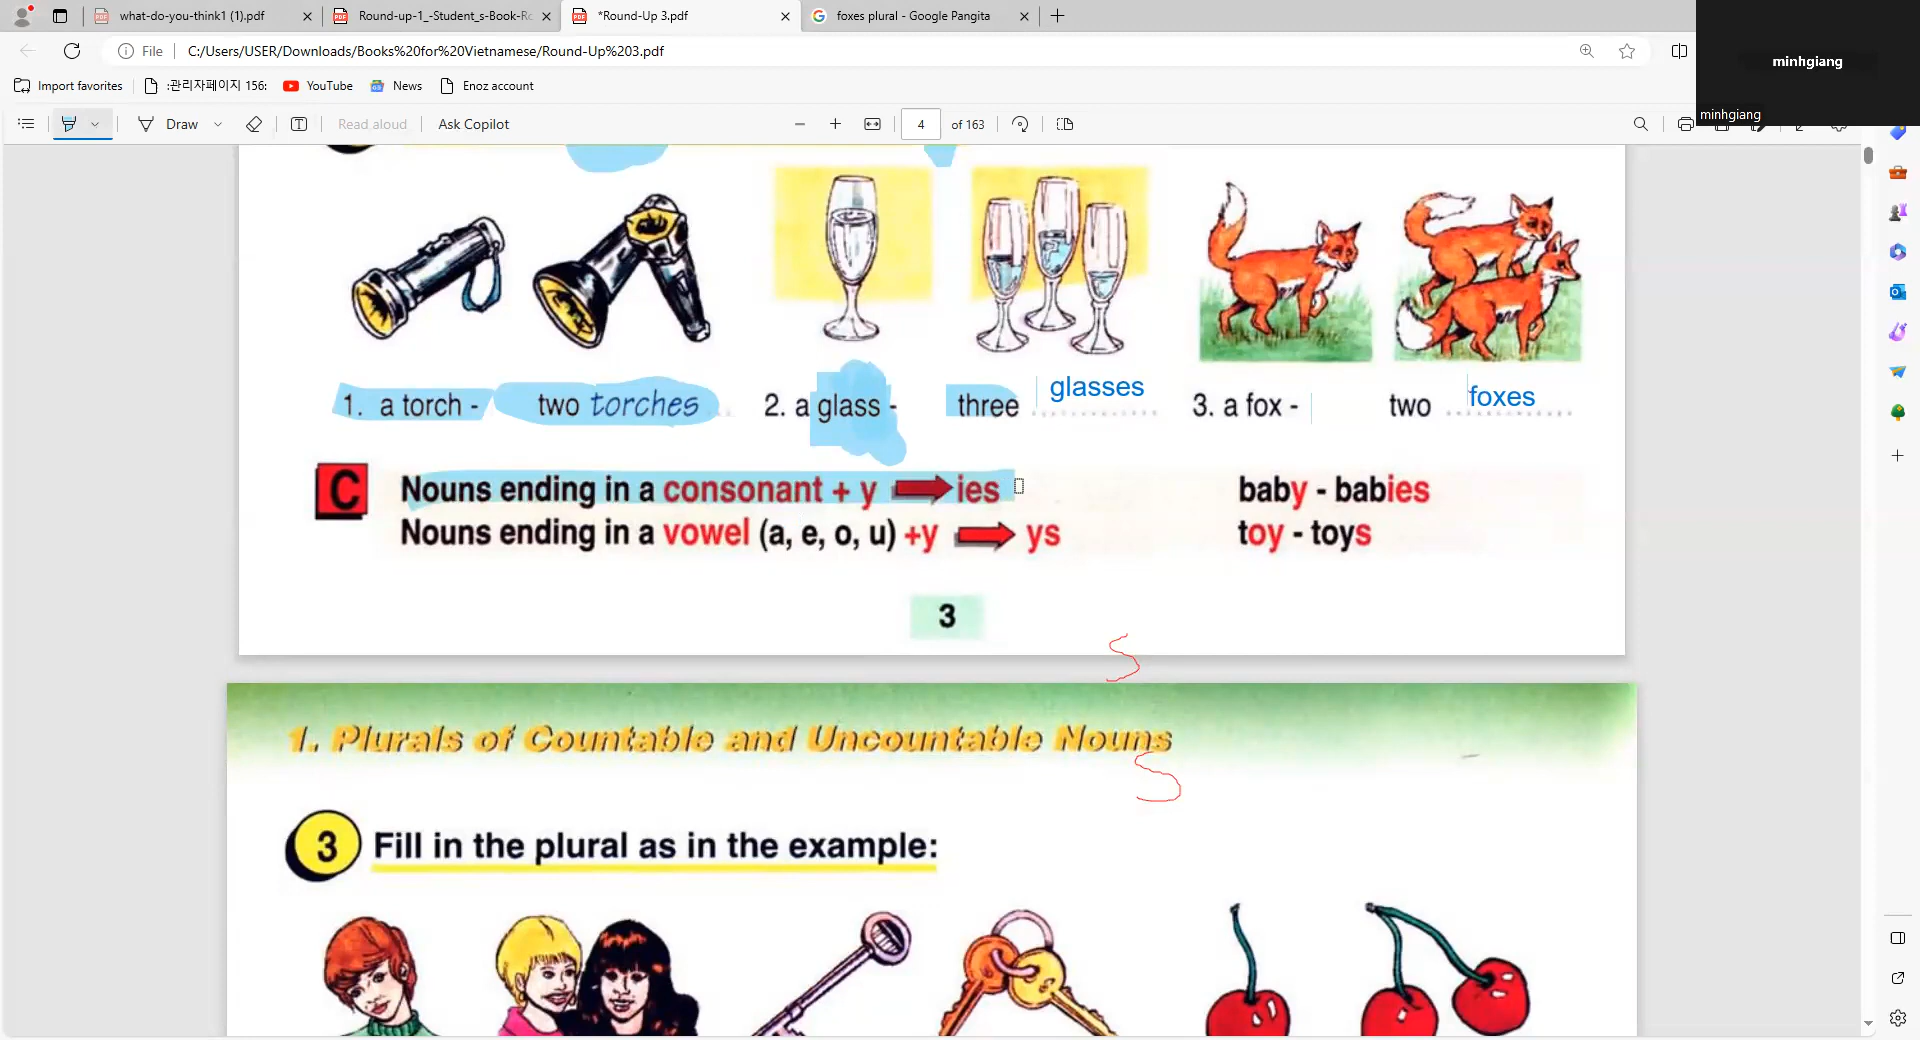 what-do-you-think1 (1).pdf
Round-up-1_-Student_s-Book-Ro
*Round-Up 3.pdf
foxes plural - Google Pangita
File C:/Users/USER/Downloads/Books%20for%20Vietnamese/Round-Up%203.pdf
minhgiang
Import favorites :관리자페이지 156: YouTube News Enoz account
minhgiang
Draw Read aloud Ask Copilot 4 of 163
1. a torch - two torches 2. a glass - three glasses 3. a fox - two foxes
C Nouns ending in a consonant + y ies baby - babies
Nouns ending in a vowel (a, e, o, u) +y ys toy - toys
3
S
1. Plurals of Countable and Uncountable Nouns
S
3 Fill in the plural as in the example: